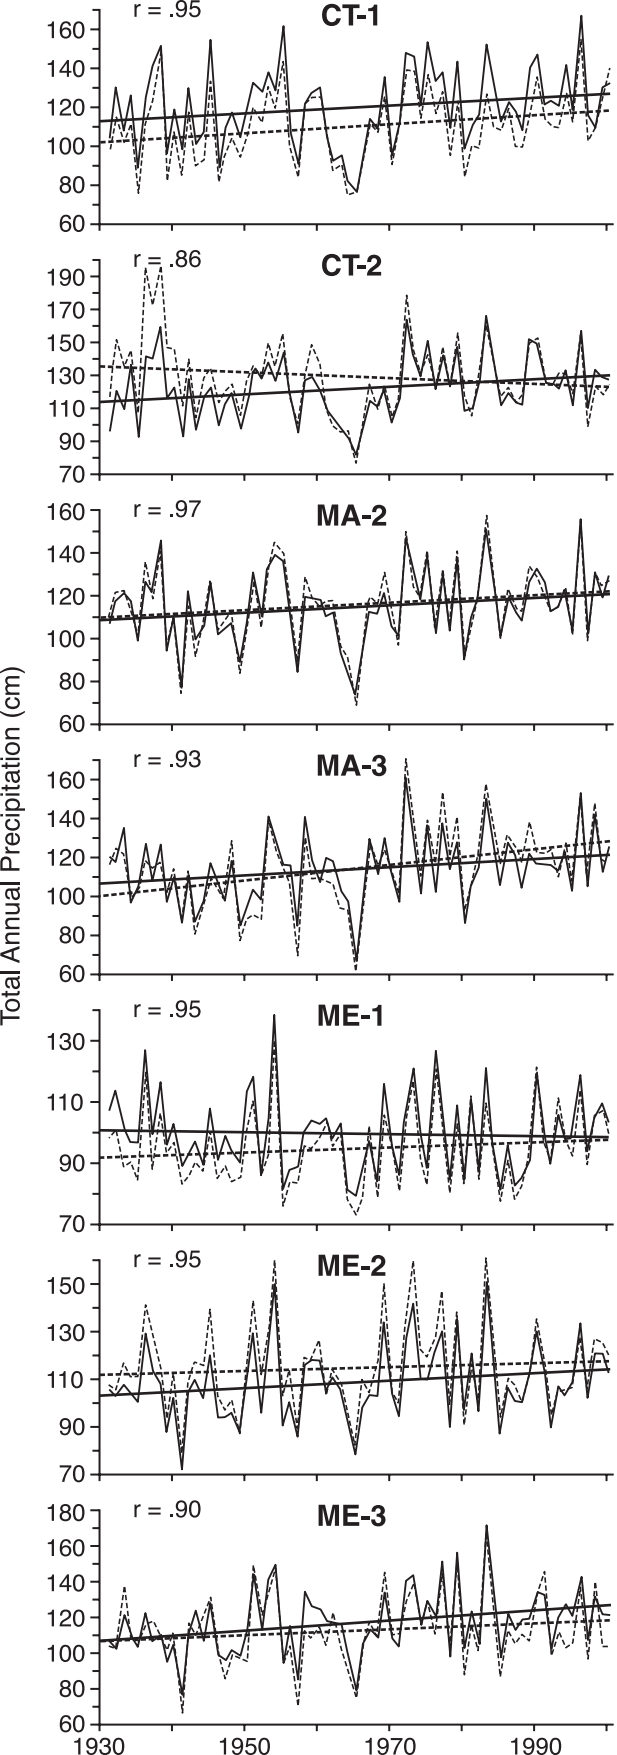 Total Annual Precipitation (cm)
r = .95
CT-1
160
140
120
100
80
60
r = .86
CT-2
190
170
150
130
110
90
70
r = .97
MA-2
160
140
120
100
80
60
r = .93
MA-3
160
140
120
100
80
60
r = .95
ME-1
130
110
90
70
r = .95
ME-2
150
130
110
90
70
r = .90
ME-3
180
160
140
120
100
80
60
1930 1950 1970 1990